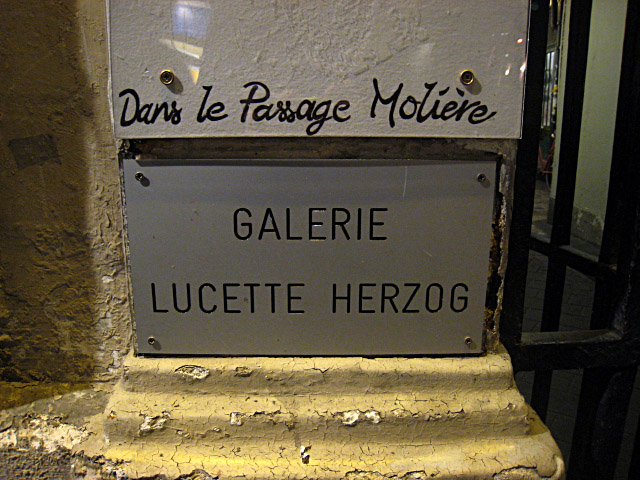 Dans le Passage Molière
GALERIE
LUCETTE HERZOG